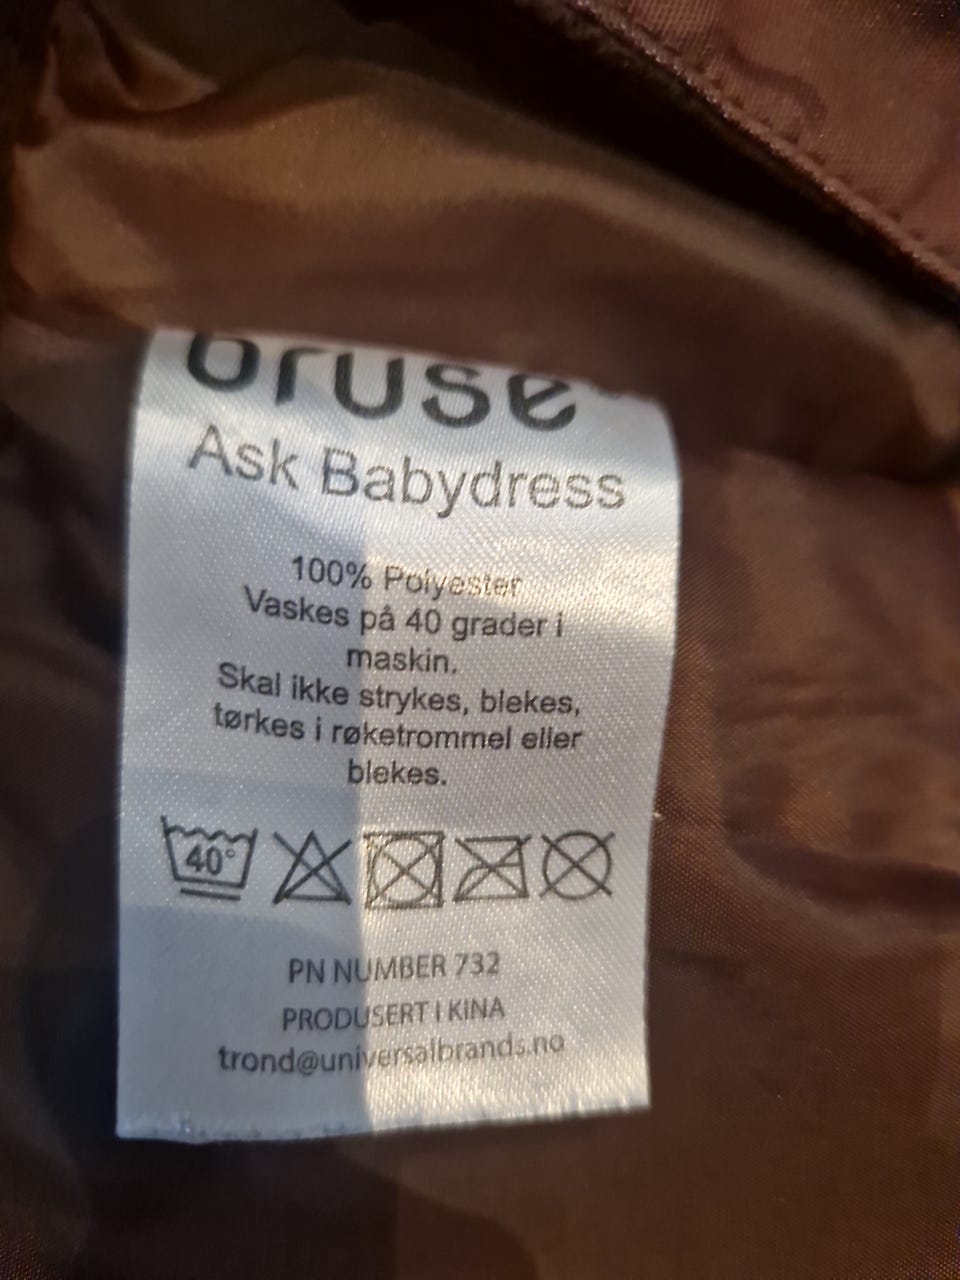 bruse
Ask Babydress
100% Polyester
Vaskes på 40 grader i
maskin.
Skal ikke strykes, blekes,
tørkes i røketrommel eller
blekes.
40°
PN NUMBER 732
PRODUSERT I KINA
trond@universalbrands.no